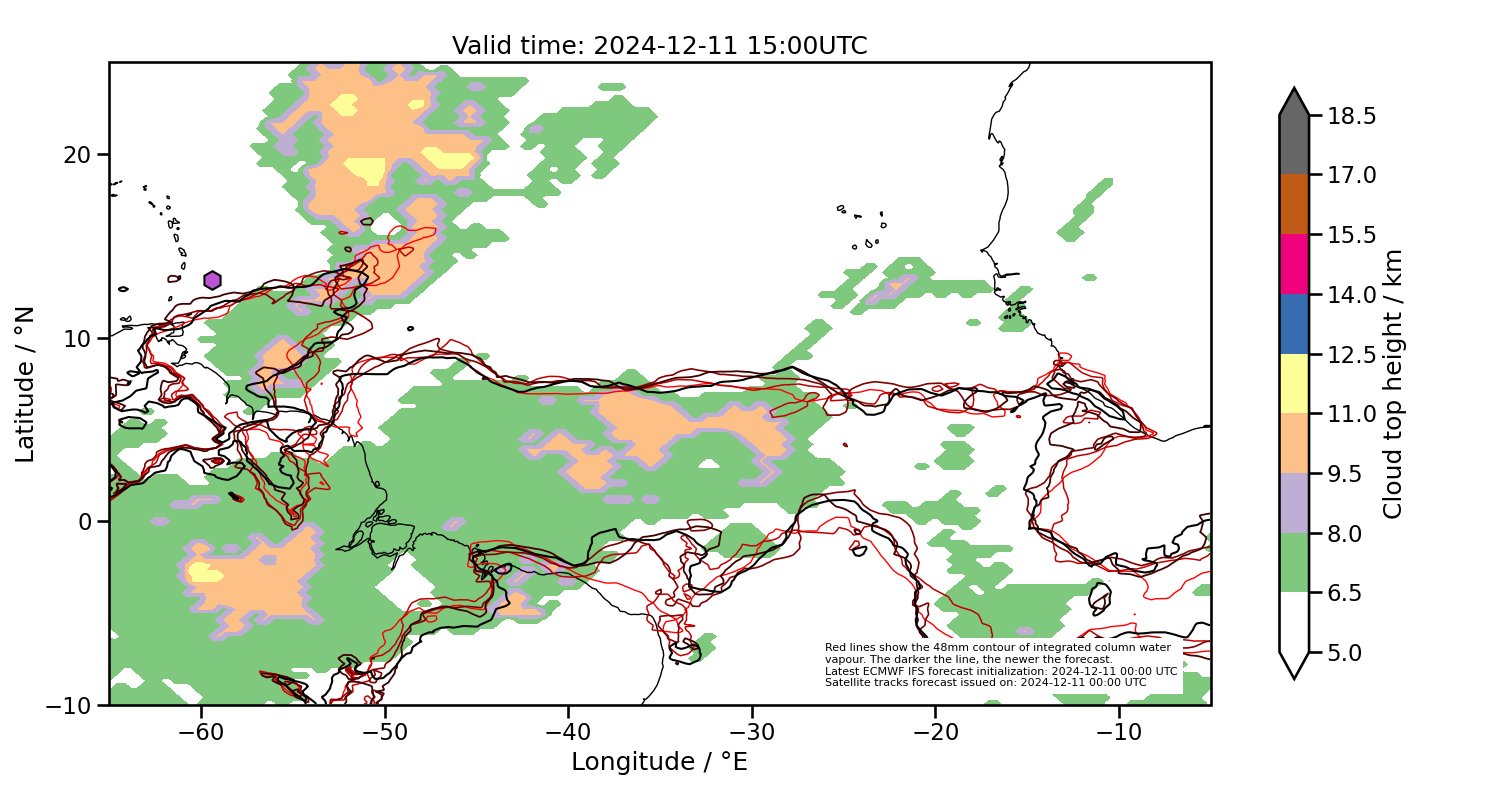 Valid time: 2024-12-11 15:00UTC
Latitude / °N
20
10
0
−10
−60
−50
−40
−30
−20
−10
Longitude / °E
Red lines show the 48mm contour of integrated column water
vapour. The darker the line, the newer the forecast.
Latest ECMWF IFS forecast initialization: 2024-12-11 00:00 UTC
Satellite tracks forecast issued on: 2024-12-11 00:00 UTC
18.5
17.0
15.5
14.0
12.5
11.0
9.5
8.0
6.5
5.0
Cloud top height / km